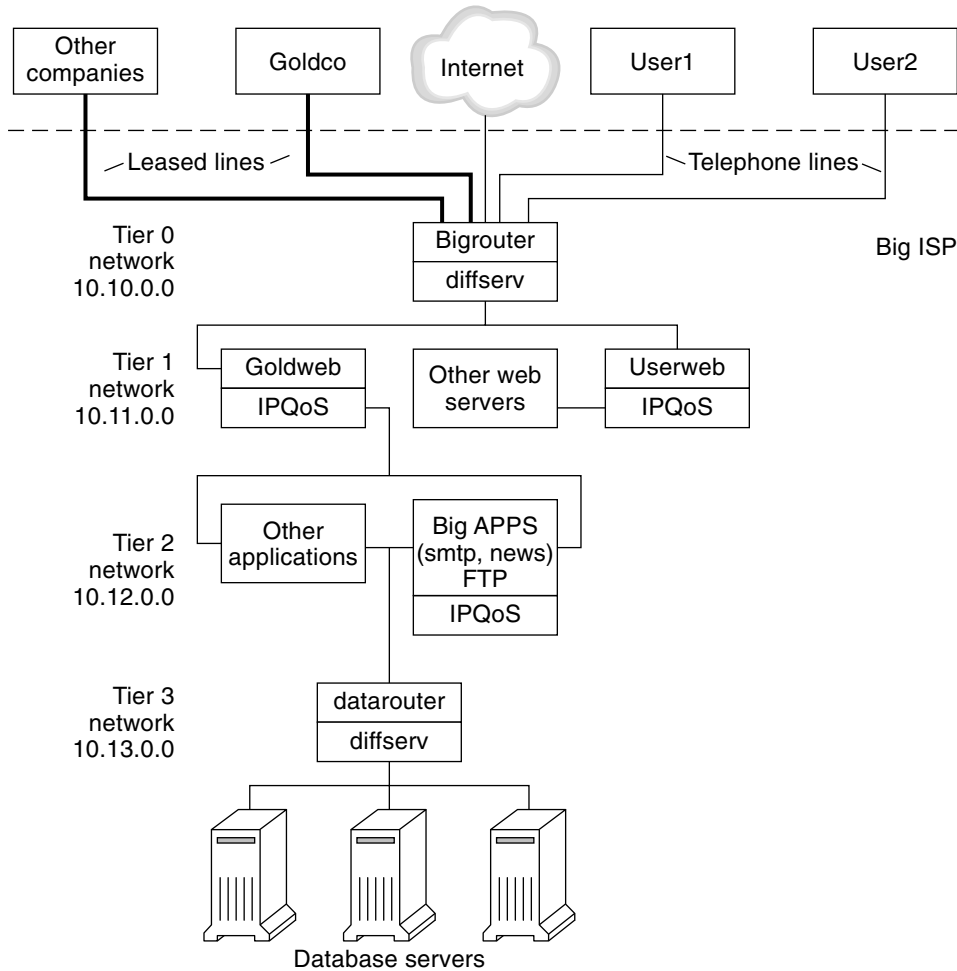 Other
companies
Goldco
Internet
User1
User2
Leased lines
Telephone lines
Tier 0
network
10.10.0.0
Bigrouter
diffserv
Big ISP
Tier 1
network
10.11.0.0
Goldweb
IPQoS
Other web
servers
Userweb
IPQoS
Tier 2
network
10.12.0.0
Other
applications
Big APPS
(smtp, news)
FTP
IPQoS
Tier 3
network
10.13.0.0
datarouter
diffserv
Database servers